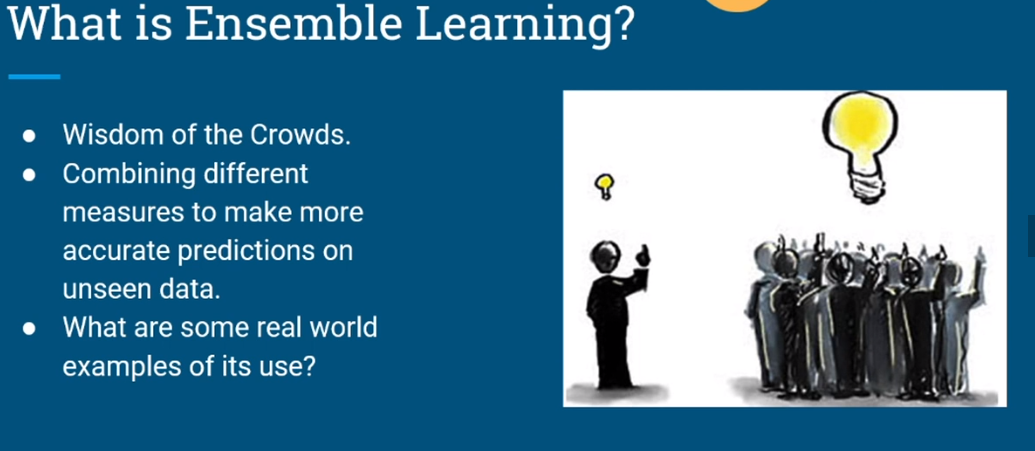 What is Ensemble Learning?
● Wisdom of the Crowds.
● Combining different
measures to make more
accurate predictions on
unseen data.
● What are some real world
examples of its use?